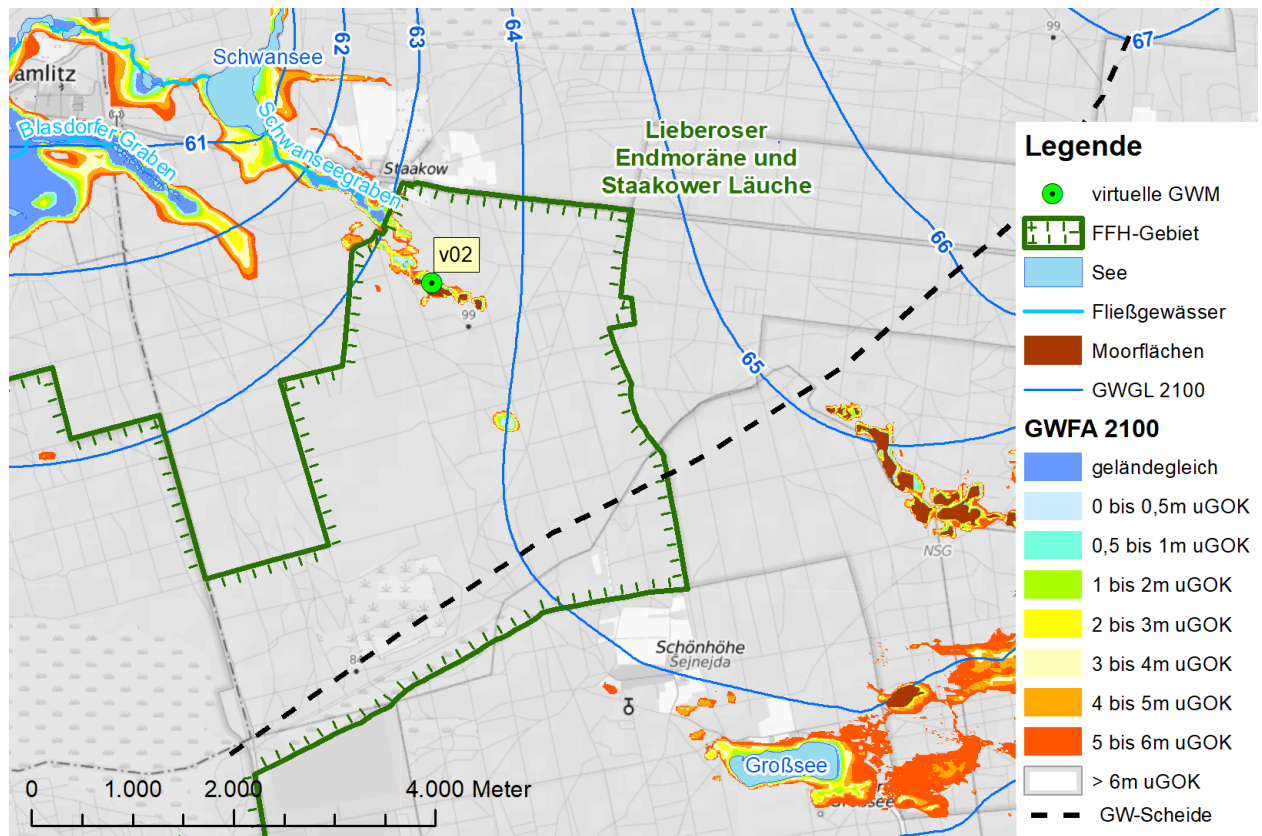 62
63
64
99
67
Schwansee
amlitz
Blasdorfer Graben
61
Schwanseegraben
Staakow
Lieberoser
Endmoräne und
Staakower Läuche
v02
99
66
65
NSG
Schönhöhe
Šejnejda
Großsee
0
1.000
2.000
4.000 Meter
Legende
virtuelle GWM
FFH-Gebiet
See
Fließgewässer
Moorflächen
GWGL 2100
GWFA 2100
geländegleich
0 bis 0,5m uGOK
0,5 bis 1m uGOK
1 bis 2m uGOK
2 bis 3m uGOK
3 bis 4m uGOK
4 bis 5m uGOK
5 bis 6m uGOK
> 6m uGOK
GW-Scheide